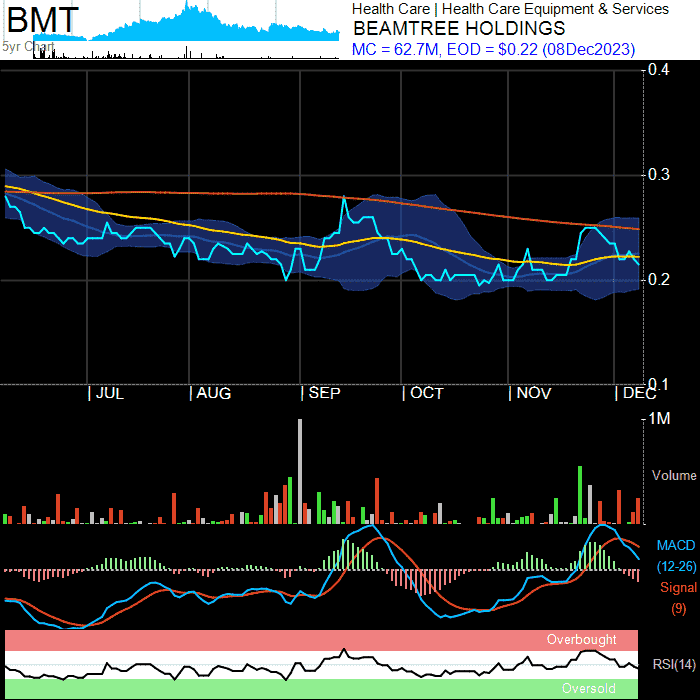 BMT
5yr Chart
Health Care | Health Care Equipment & Services
BEAMTREE HOLDINGS
MC = 62.7M, EOD = $0.22 (08Dec2023)
0.4
0.3
0.2
0.1
| JUL | AUG | SEP | OCT | NOV | DEC
1M
Volume
MACD
(12-26)
Signal
(9)
Overbought
RSI(14)
Oversold